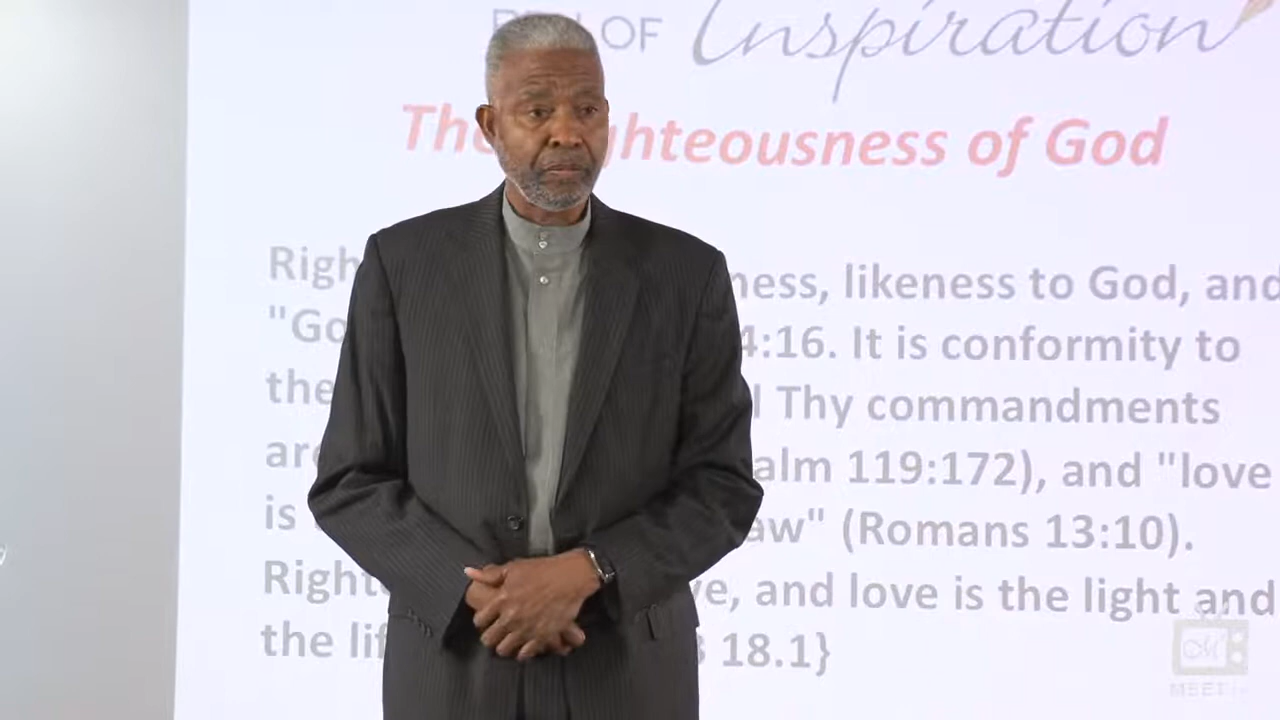 OF Inspiration
The ghteousness of God
Righ ness, likeness to God, and
"Go 4:16. It is conformity to
the l Thy commandments
are alm 119:172), and "love
is aw" (Romans 13:10).
Right ve, and love is the light and
the lif 18.1}
MEET